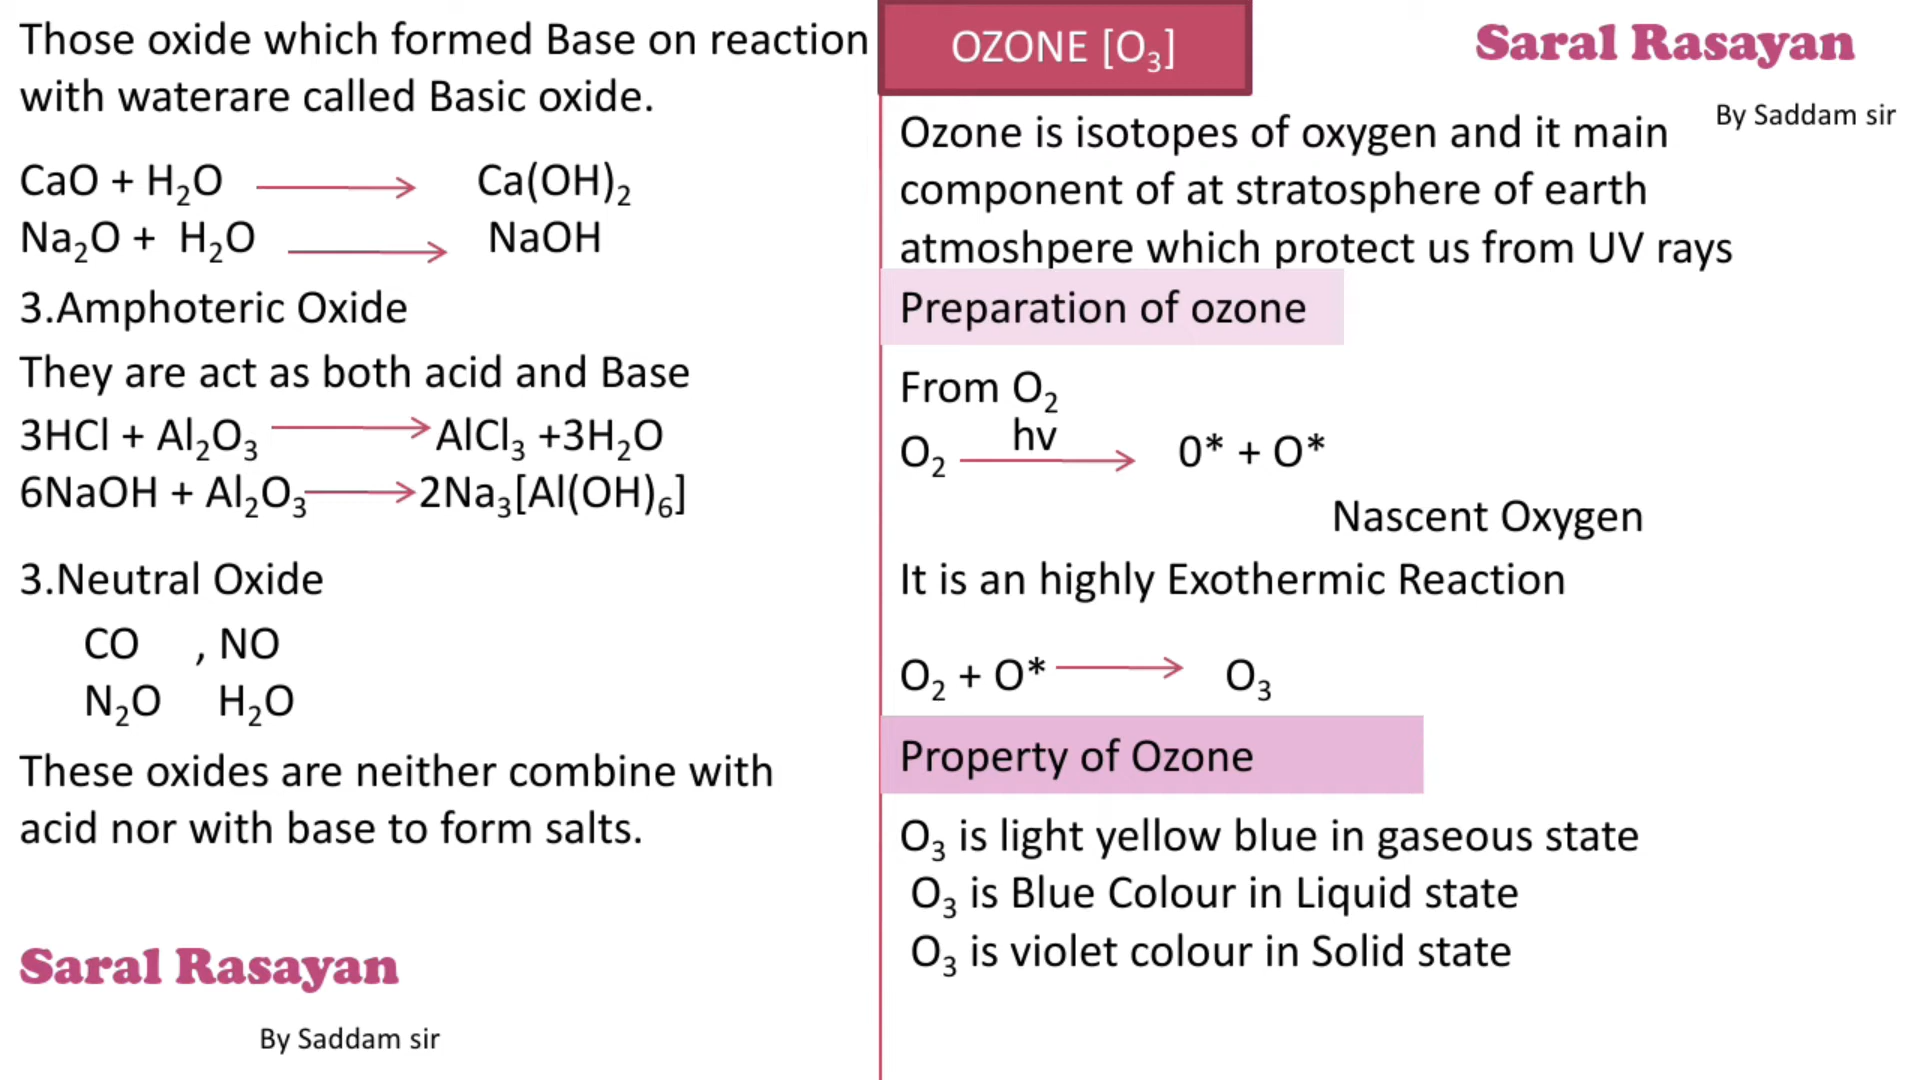 Those oxide which formed Base on reaction
with waterare called Basic oxide.
CaO + H₂O → Ca(OH)₂
Na₂O + H₂O → NaOH
3.Amphoteric Oxide
They are act as both acid and Base
3HCl + Al₂O₃ → AlCl₃ +3H₂O
6NaOH + Al₂O₃ → 2Na₃[Al(OH)₆]
3.Neutral Oxide
CO , NO
N₂O H₂O
These oxides are neither combine with
acid nor with base to form salts.
Saral Rasayan
By Saddam sir
OZONE [O₃]
Saral Rasayan
By Saddam sir
Ozone is isotopes of oxygen and it main
component of at stratosphere of earth
atmoshpere which protect us from UV rays
Preparation of ozone
From O₂
hv
O₂ → 0* + O*
Nascent Oxygen
It is an highly Exothermic Reaction
O₂ + O* → O₃
Property of Ozone
O₃ is light yellow blue in gaseous state
O₃ is Blue Colour in Liquid state
O₃ is violet colour in Solid state